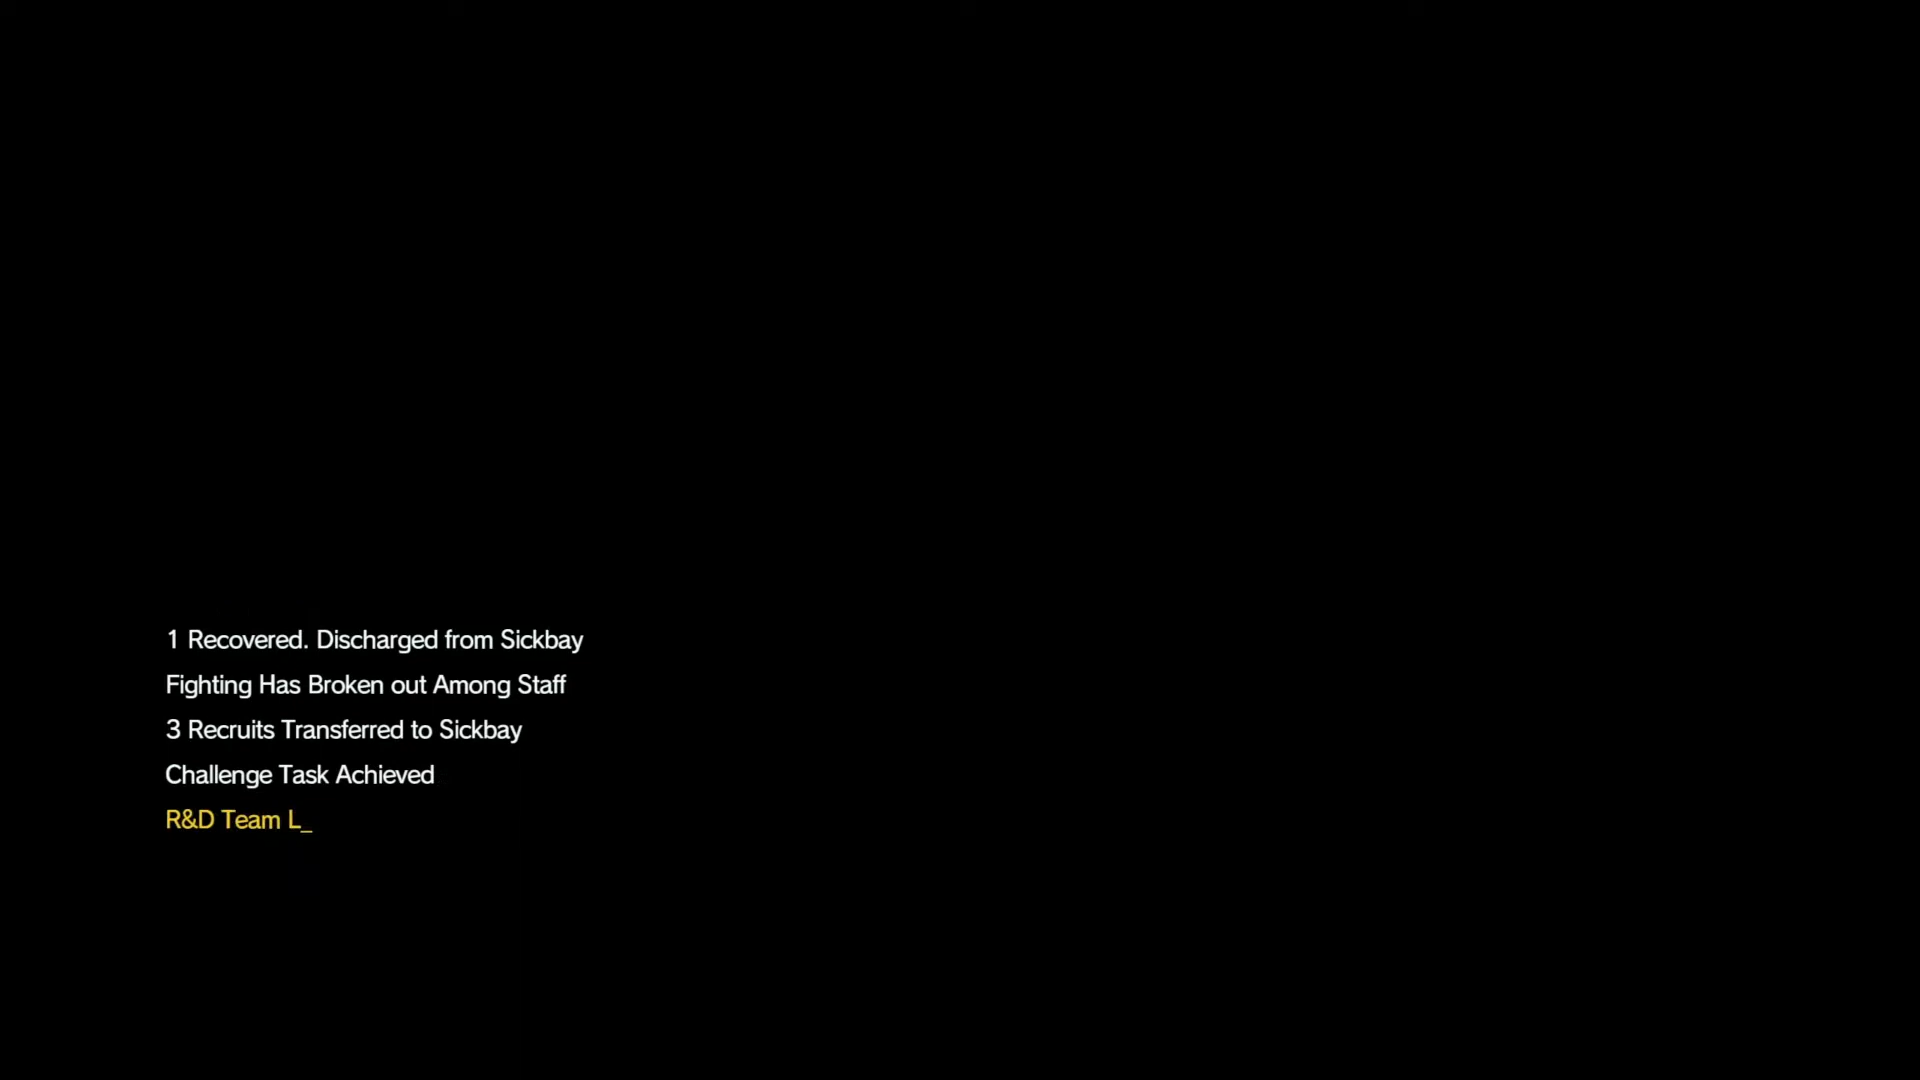 1 Recovered. Discharged from Sickbay
Fighting Has Broken out Among Staff
3 Recruits Transferred to Sickbay
Challenge Task Achieved
R&D Team L_